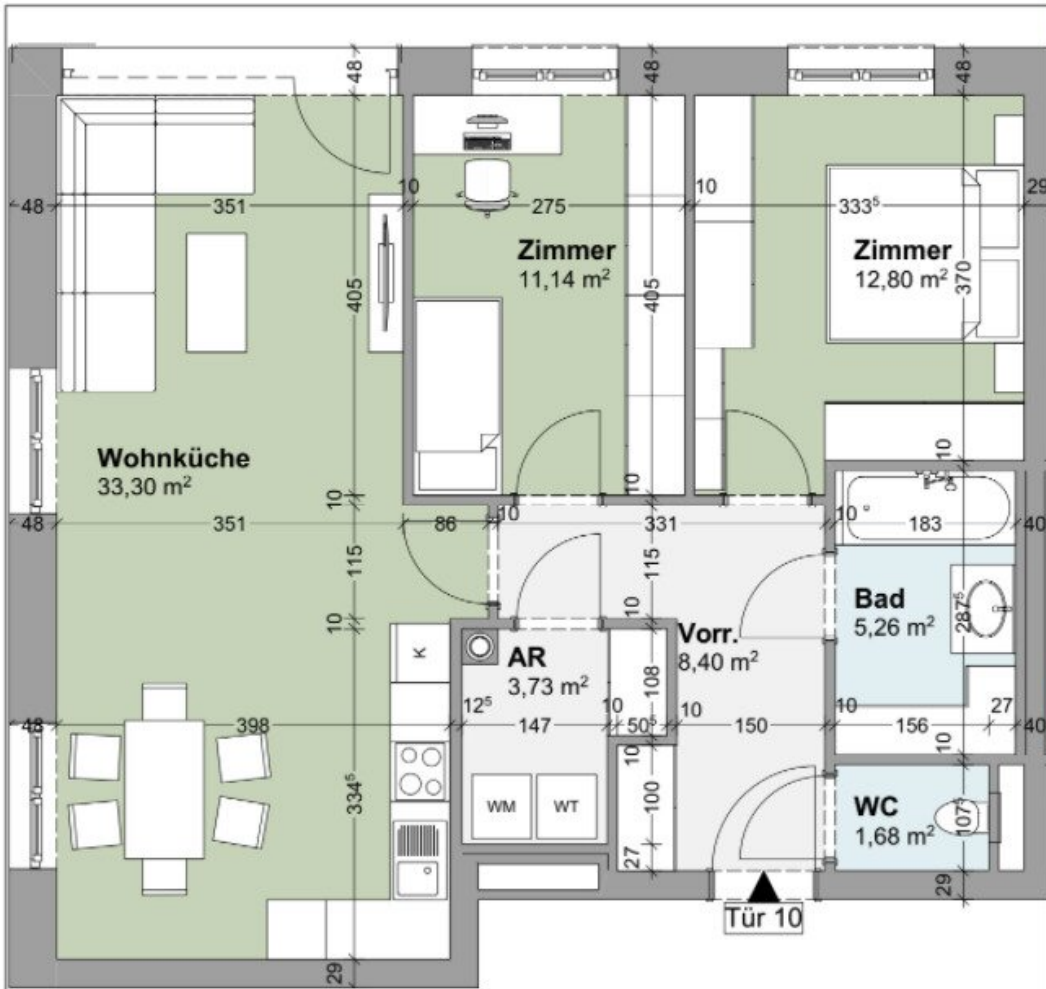 48
48
48
48
351
10
275
10
333⁵
29
Zimmer
11,14 m²
Zimmer
12,80 m²
405
405
370
Wohnküche
33,30 m²
10
10
10
48
351
86
10
331
10
183
40
115
115
Bad
5,26 m²
287⁵
10
10
K
AR
3,73 m²
108
Vorr.
8,40 m²
48
398
12⁵
147
10
50⁵
10
150
10
156
27
40
334⁵
WM
WT
10
100
27
10
WC
1,68 m²
107⁵
29
Tür 10
29